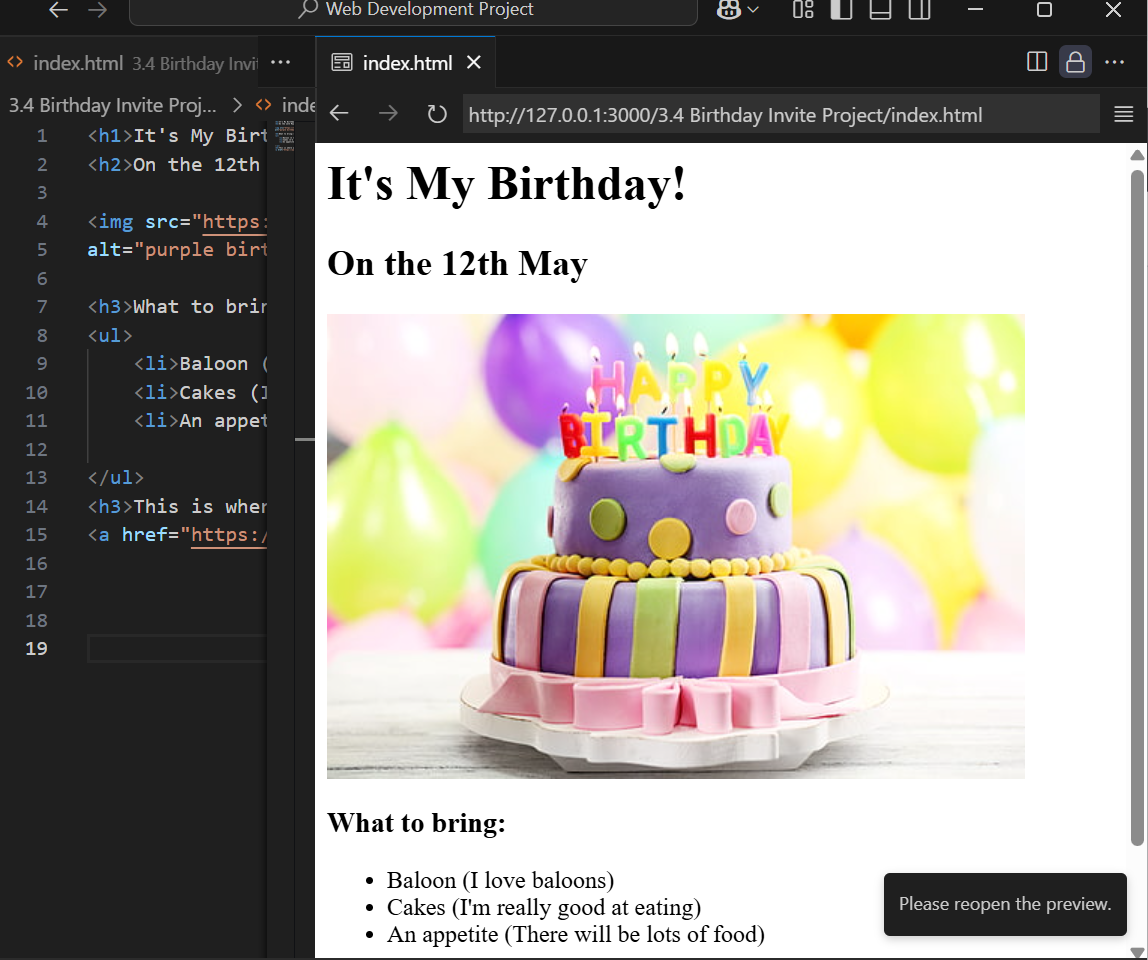 Web Development Project
index.html 3.4 Birthday Invit
index.html
3.4 Birthday Invite Proj... > inde
http://127.0.0.1:3000/3.4 Birthday Invite Project/index.html
1 <h1>It's My Birt
2 <h2>On the 12th
3
4 <img src="https:
5 alt="purple birt
6
7 <h3>What to brin
8 <ul>
9 <li>Baloon (
10 <li>Cakes (I
11 <li>An appet
12
13 </ul>
14 <h3>This is wher
15 <a href="https:/
16
17
18
19
It's My Birthday!
On the 12th May
HAPPY
BIRTHDAY
What to bring:
• Baloon (I love baloons)
• Cakes (I'm really good at eating)
• An appetite (There will be lots of food)
Please reopen the preview.